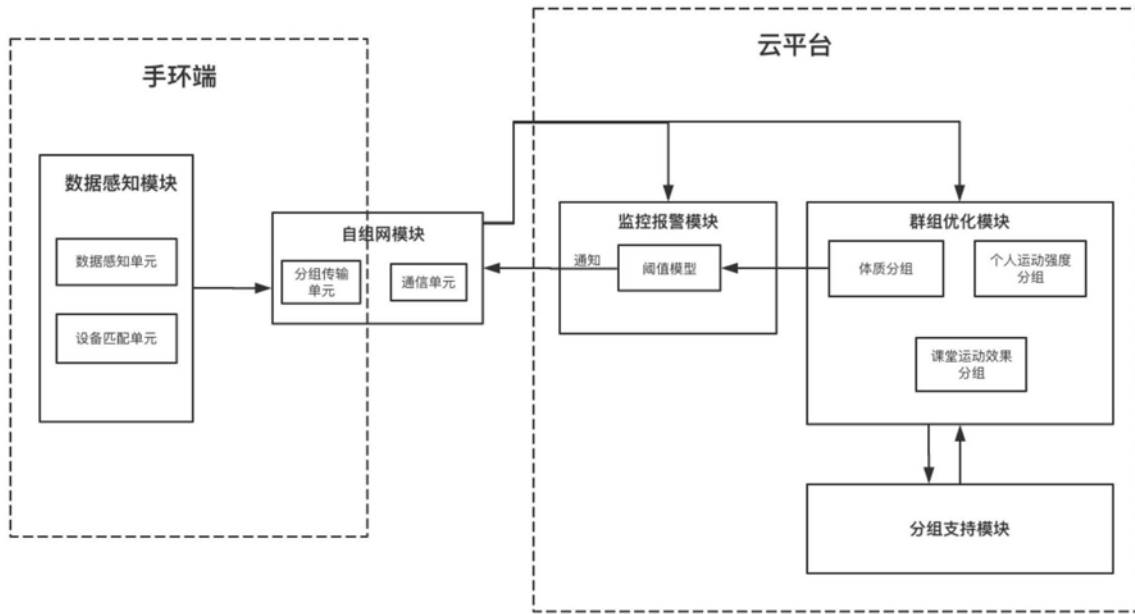 手环端
云平台
数据感知模块
数据感知单元
设备匹配单元
自组网模块
分组传输
单元
通信单元
通知
监控报警模块
阈值模型
群组优化模块
体质分组
个人运动强度
分组
课堂运动效果
分组
分组支持模块